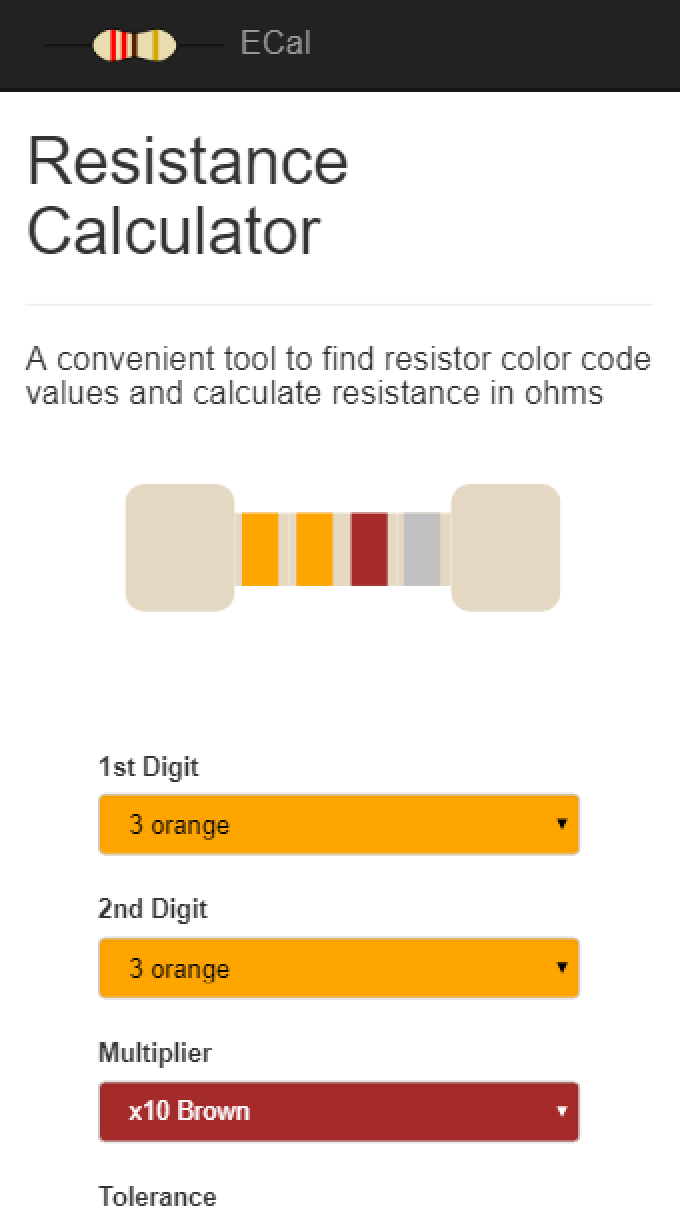 ECal
Resistance
Calculator
A convenient tool to find resistor color code
values and calculate resistance in ohms
1st Digit
3 orange
2nd Digit
3 orange
Multiplier
x10 Brown
Tolerance